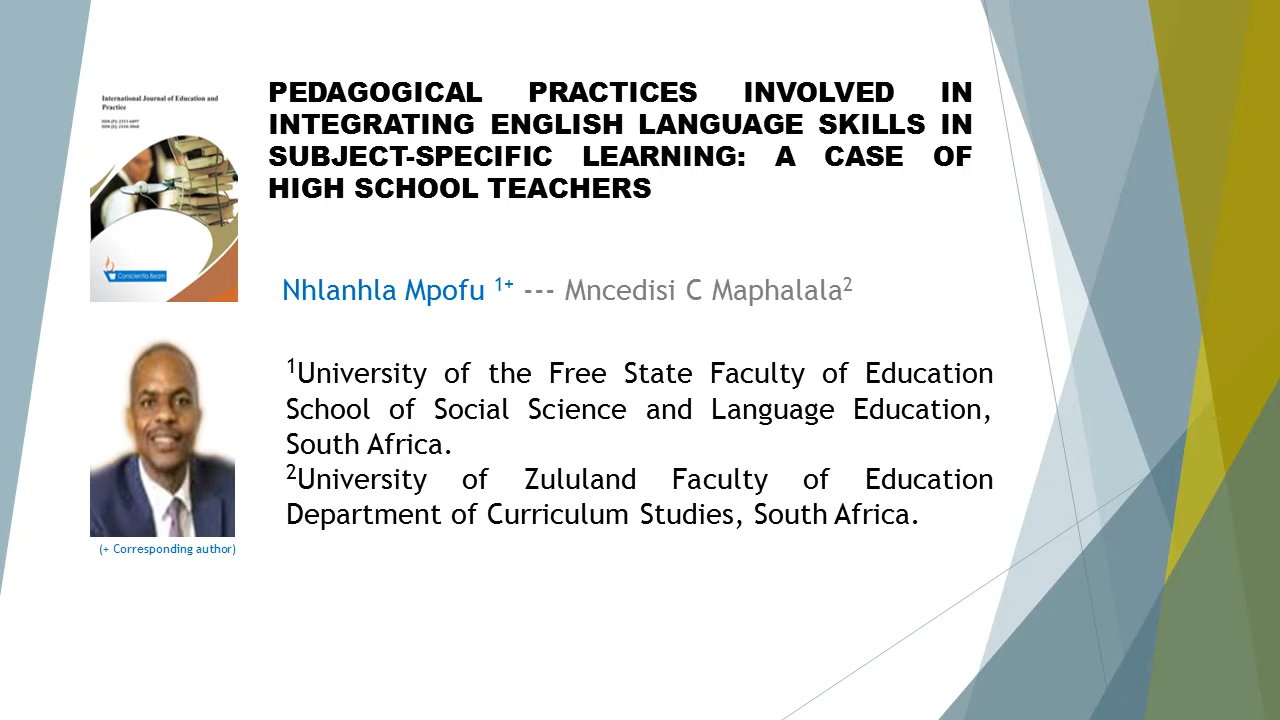 International Journal of Education and
Practice
PEDAGOGICAL PRACTICES INVOLVED IN
INTEGRATING ENGLISH LANGUAGE SKILLS IN
SUBJECT-SPECIFIC LEARNING: A CASE OF
HIGH SCHOOL TEACHERS
Conscientia Beam
Nhlanhla Mpofu 1+ --- Mncedisi C Maphalala2
1University of the Free State Faculty of Education
School of Social Science and Language Education,
South Africa.
2University of Zululand Faculty of Education
Department of Curriculum Studies, South Africa.
(+ Corresponding author)